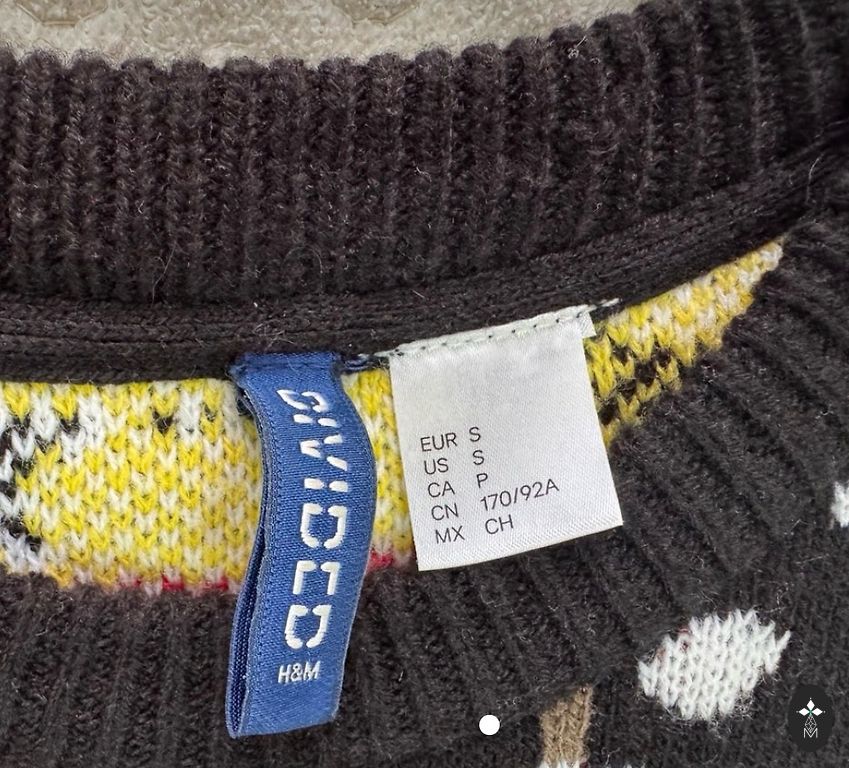 DIVIDED
H&M
EUR S
US S
CA P
CN 170/92A
MX CH
M